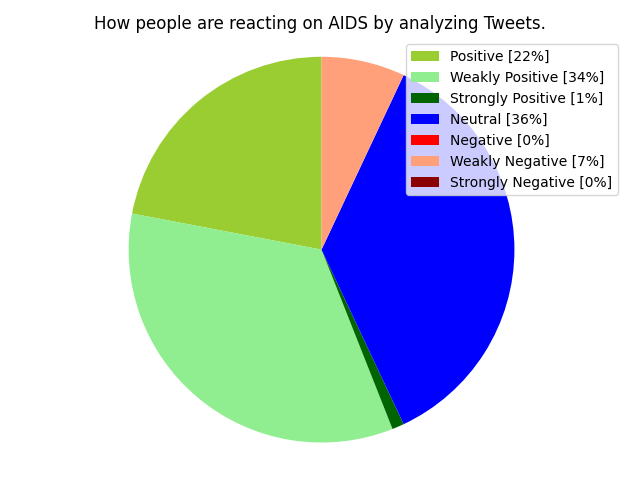 How people are reacting on AIDS by analyzing Tweets.
Positive [22%]
Weakly Positive [34%]
Strongly Positive [1%]
Neutral [36%]
Negative [0%]
Weakly Negative [7%]
Strongly Negative [0%]